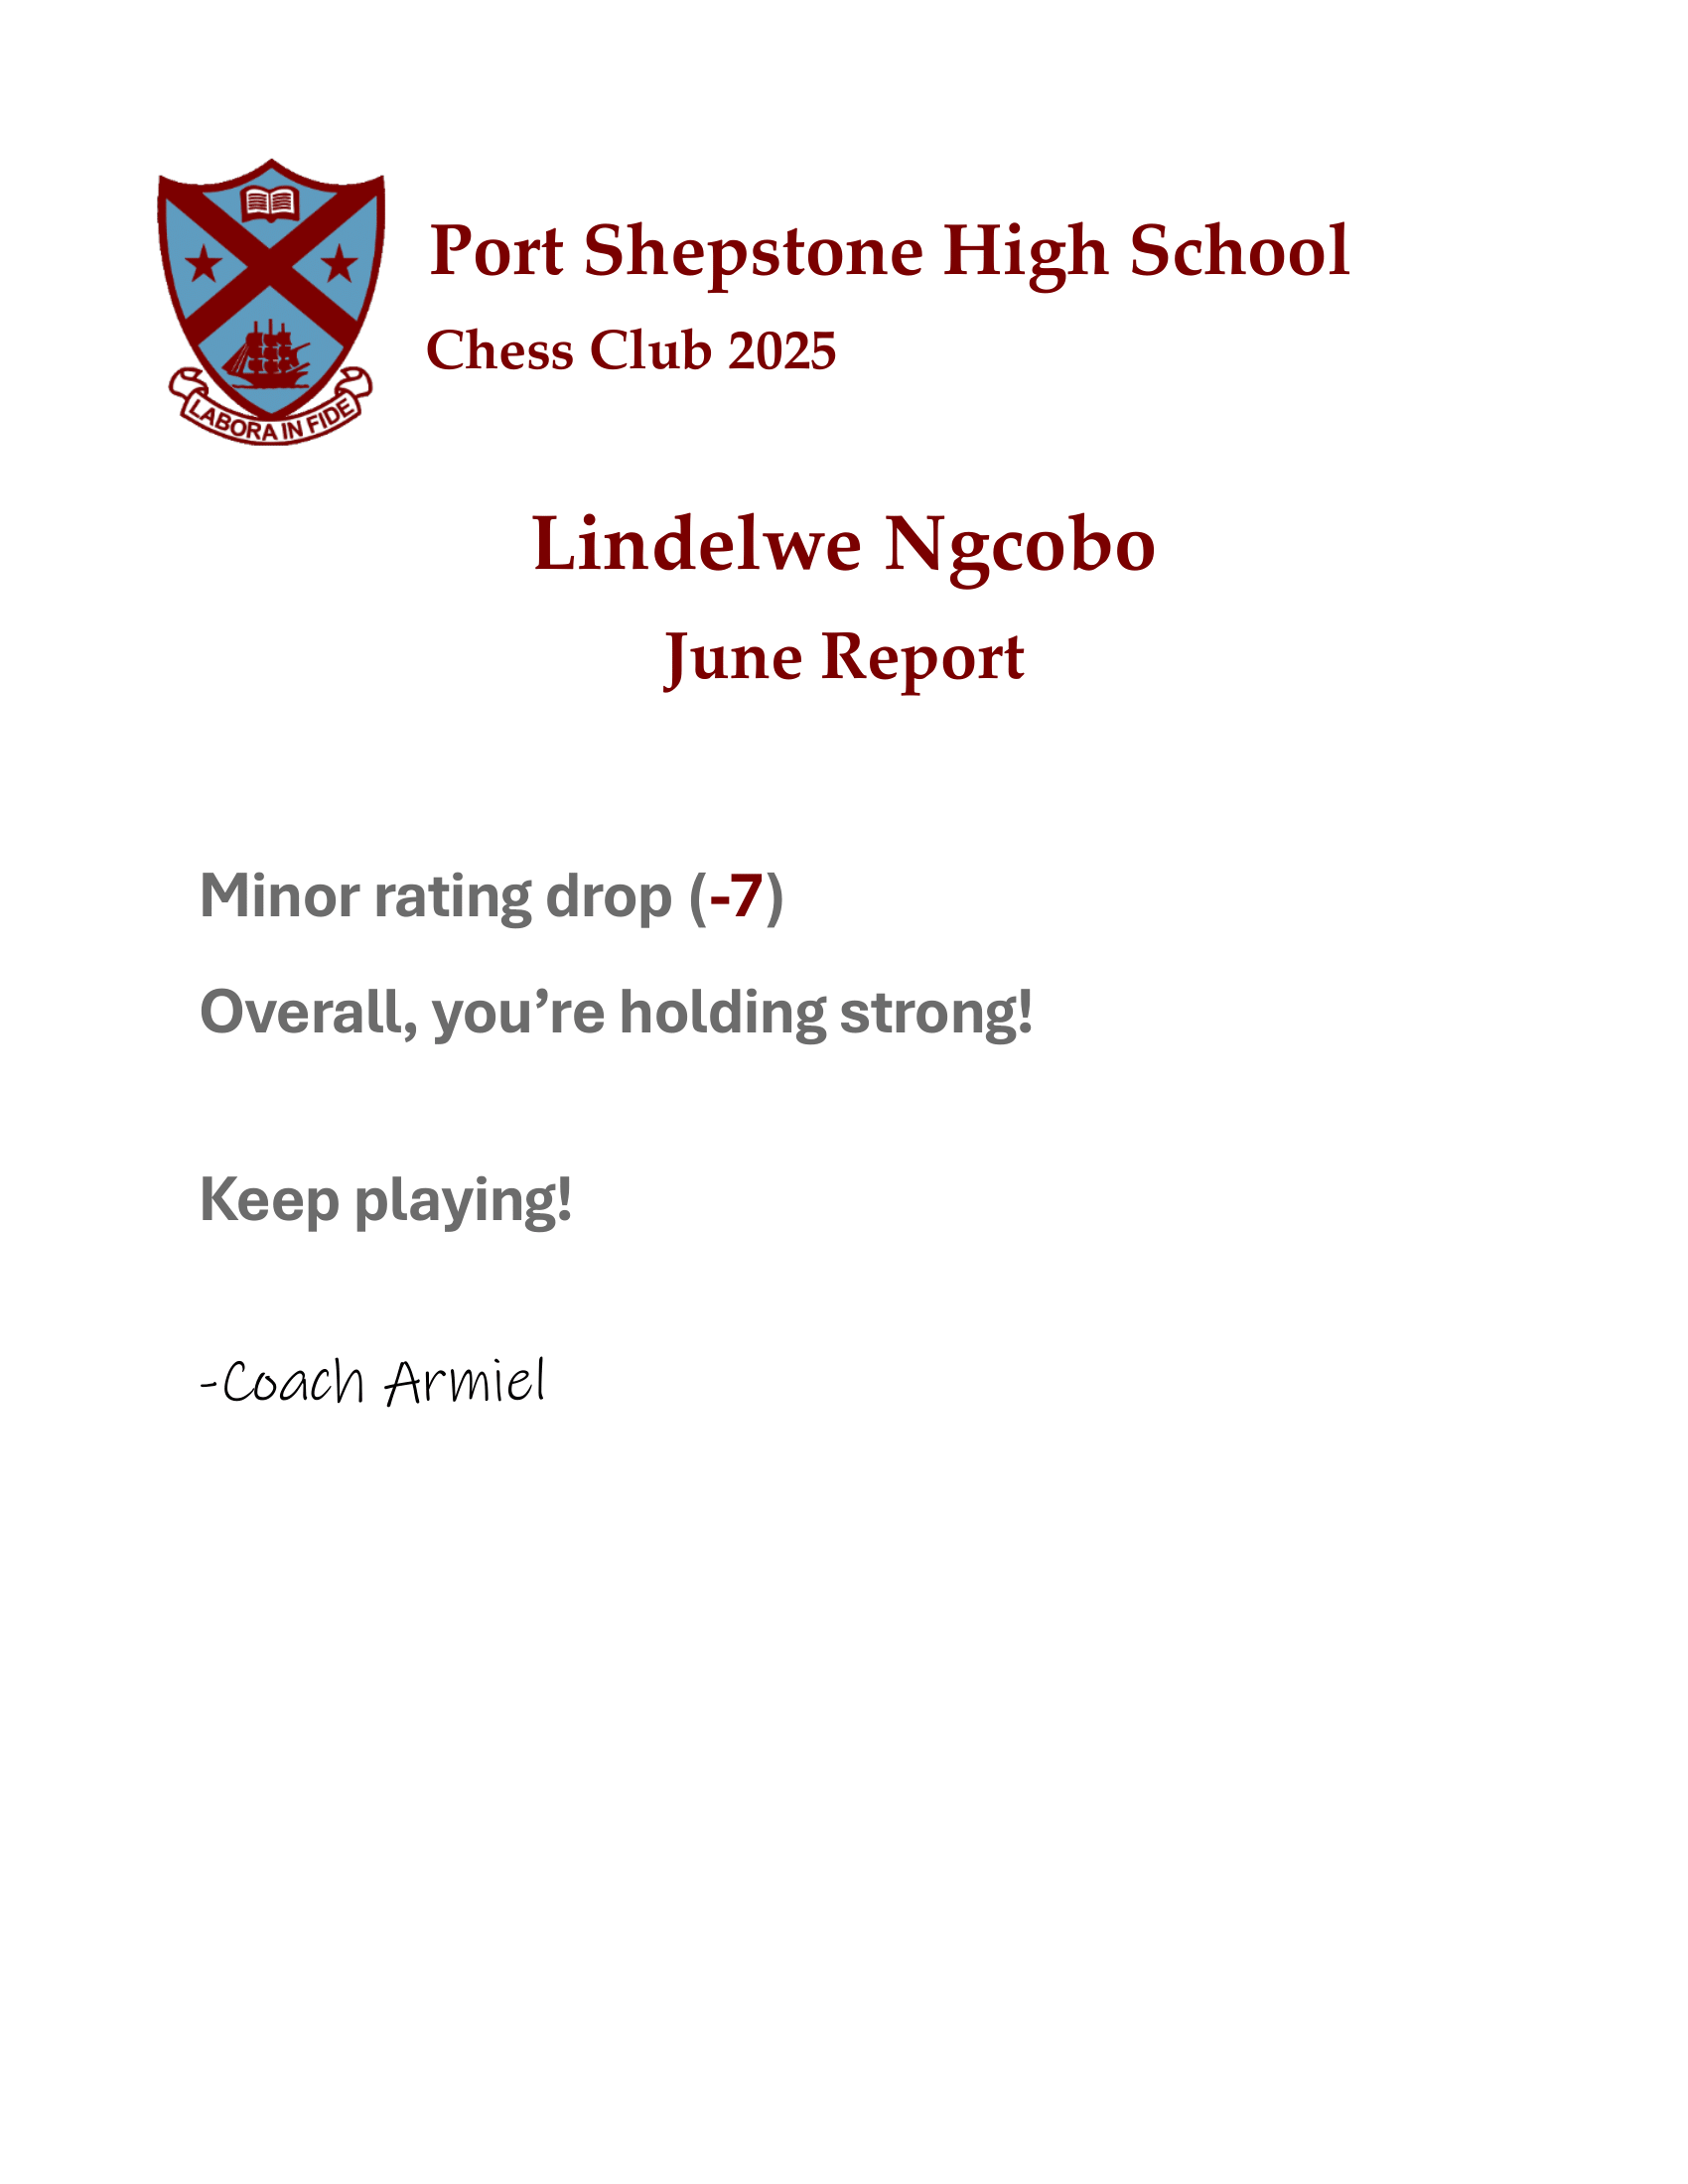 Port Shepstone High School
Chess Club 2025
LABORA IN FIDE
Lindelwe Ngcobo
June Report
Minor rating drop (-7)
Overall, you’re holding strong!
Keep playing!
-Coach Armiel